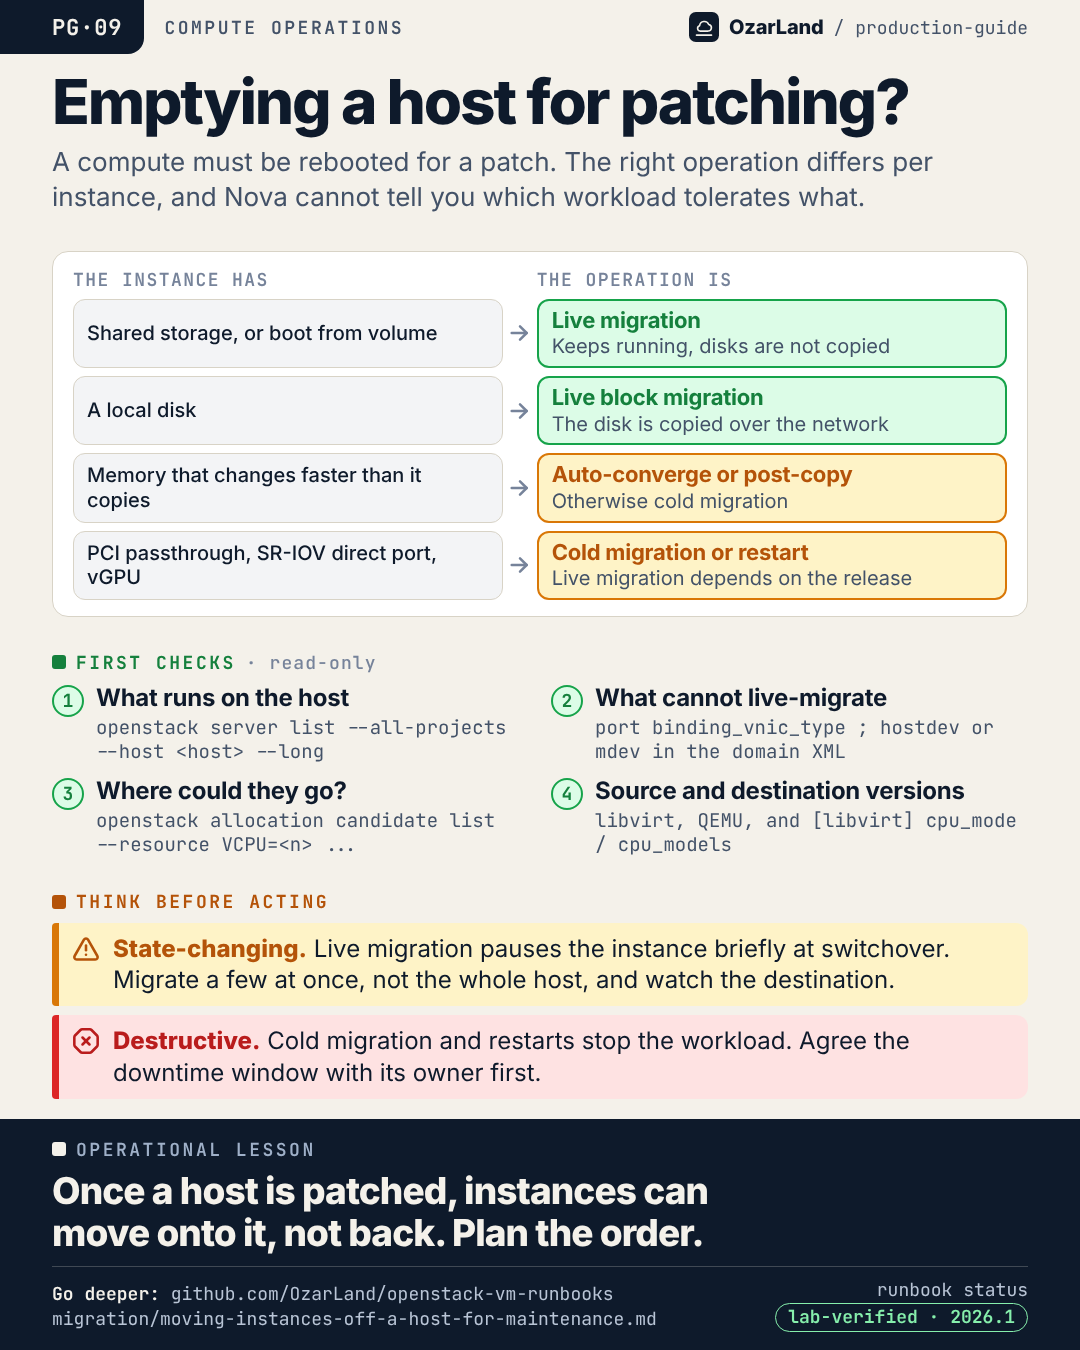 PG·09
COMPUTE OPERATIONS
OzarLand / production-guide
Emptying a host for patching?
A compute must be rebooted for a patch. The right operation differs per
instance, and Nova cannot tell you which workload tolerates what.
THE INSTANCE HAS
THE OPERATION IS
Shared storage, or boot from volume
→
Live migration
Keeps running, disks are not copied
A local disk
→
Live block migration
The disk is copied over the network
Memory that changes faster than it
copies
→
Auto-converge or post-copy
Otherwise cold migration
PCI passthrough, SR-IOV direct port,
vGPU
→
Cold migration or restart
Live migration depends on the release
FIRST CHECKS · read-only
1 What runs on the host
openstack server list --all-projects
--host <host> --long
2 What cannot live-migrate
port binding_vnic_type ; hostdev or
mdev in the domain XML
3 Where could they go?
openstack allocation candidate list
--resource VCPU=<n> ...
4 Source and destination versions
libvirt, QEMU, and [libvirt] cpu_mode
/ cpu_models
THINK BEFORE ACTING
State-changing. Live migration pauses the instance briefly at switchover.
Migrate a few at once, not the whole host, and watch the destination.
Destructive. Cold migration and restarts stop the workload. Agree the
downtime window with its owner first.
OPERATIONAL LESSON
Once a host is patched, instances can
move onto it, not back. Plan the order.
Go deeper: github.com/OzarLand/openstack-vm-runbooks
migration/moving-instances-off-a-host-for-maintenance.md
runbook status
lab-verified · 2026.1